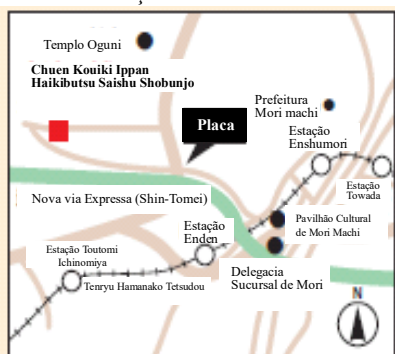 Templo Oguni
Chuen Kouiki Ippan
Haikibutsu Saishu Shobunjo
Placa
Prefeitura
Mori machi
Estação
Enshumori
Estação
Towada
Nova via Expressa (Shin-Tomei)
Estação
Enden
Pavilhão Cultural
de Mori Machi
Estação Toutomi
Ichinomiya
Tenryu Hamanako Tetsudou
Delegacia
Sucursal de Mori
N